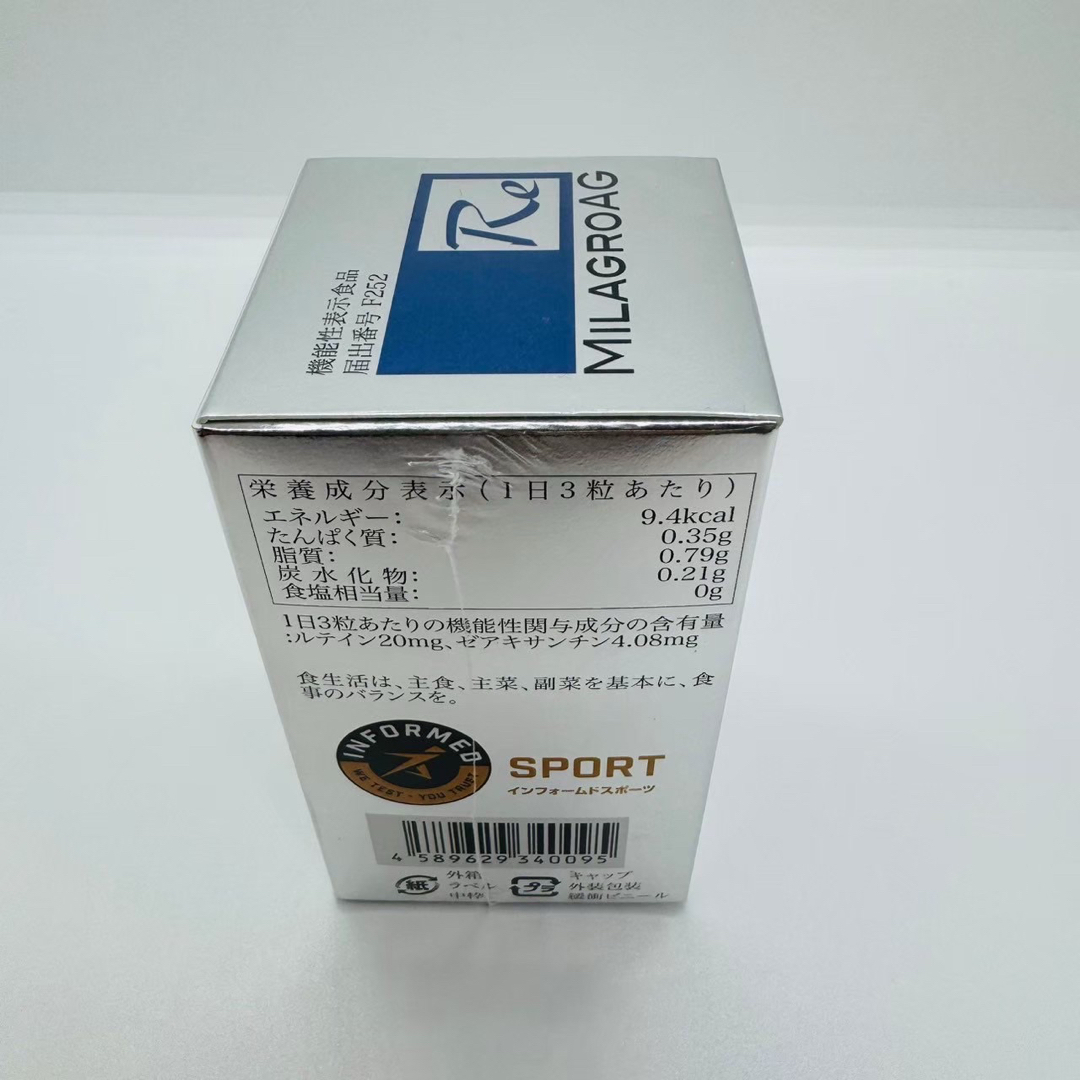 Re
MILAGROAG
機能性表示食品
届出番号 F252
栄養成分表示(1日3粒あたり)
エネルギー: 9.4kcal
たんぱく質: 0.35g
脂質: 0.79g
炭水化物: 0.21g
食塩相当量: 0g
1日3粒あたりの機能性関与成分の含有量
:ルテイン20mg、ゼアキサンチン4.08mg
食生活は、主食、主菜、副菜を基本に、食
事のバランスを。
INFORMED
WE TEST · YOU TRUST
SPORT
インフォームドスポーツ
4 589629 340095
紙
外箱
ラベル
中枠
プラ
キャップ
外装包装
緩衝ビニール